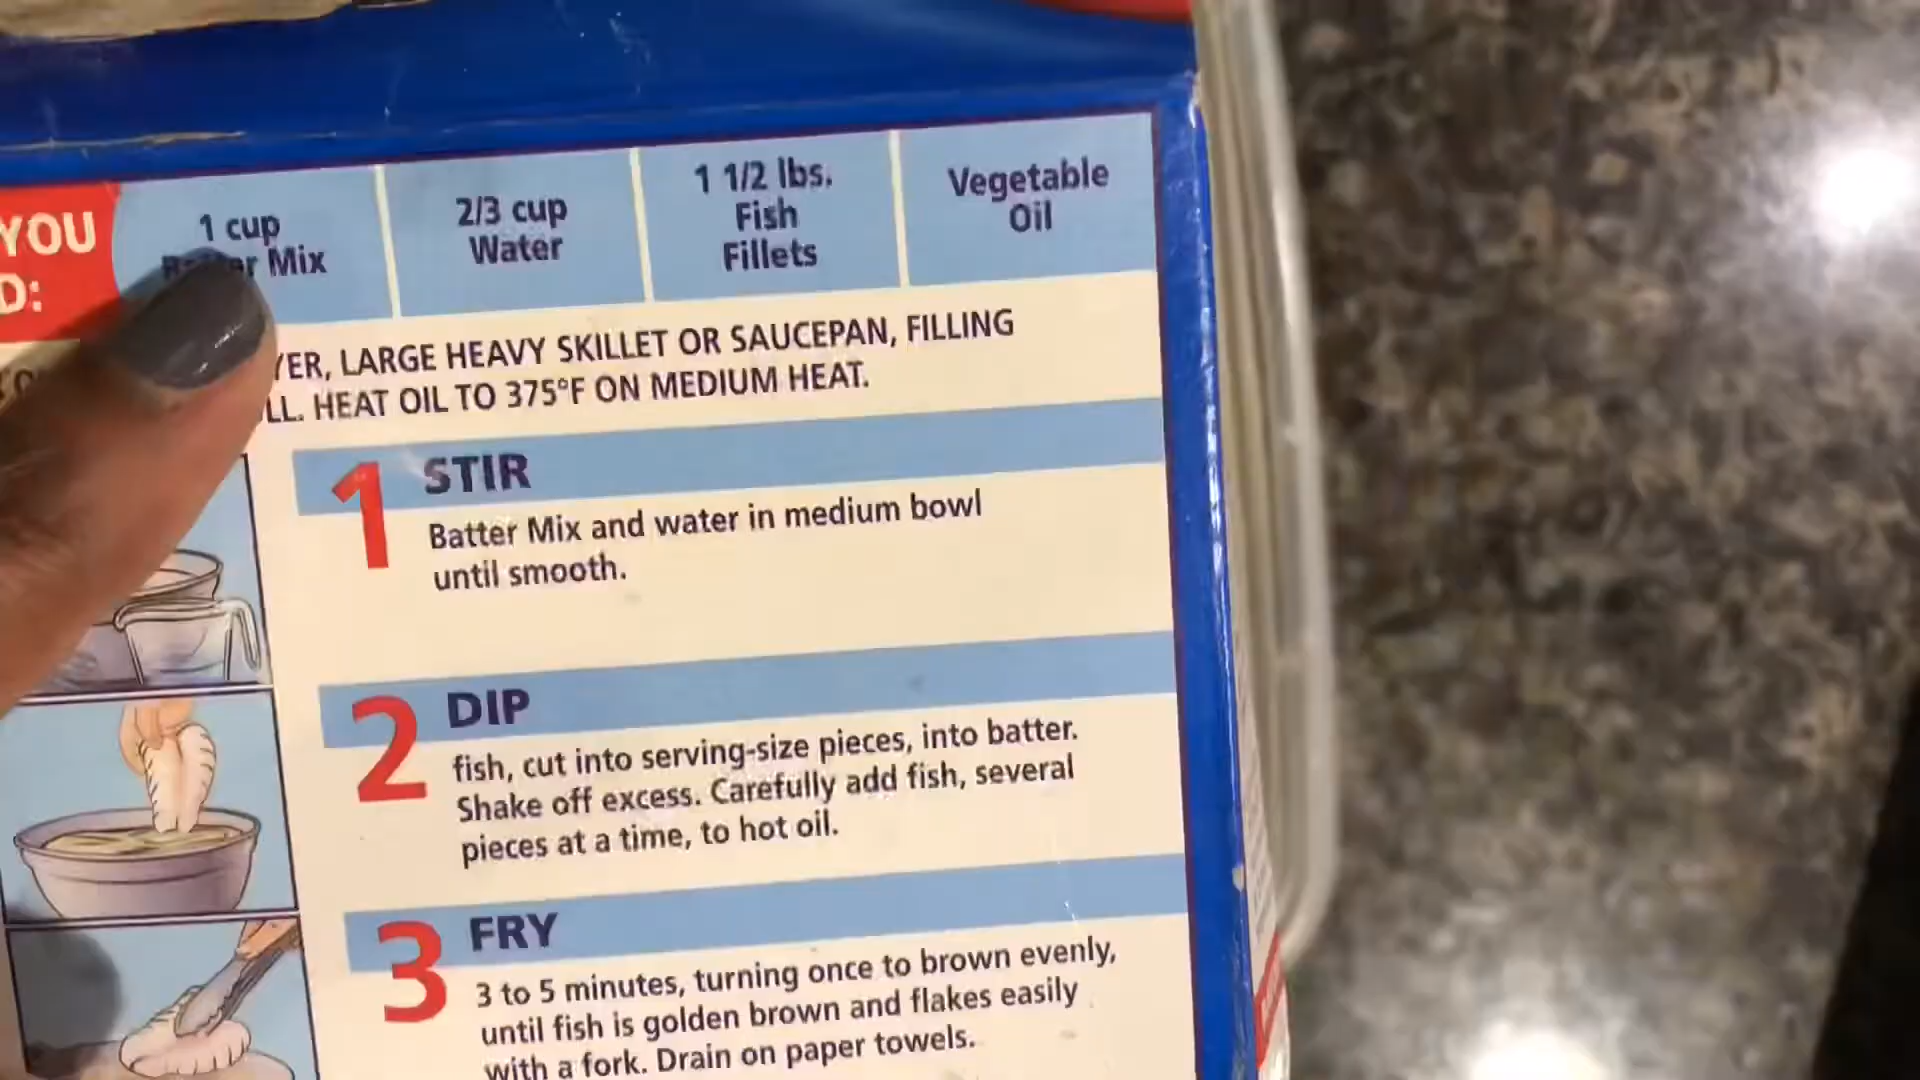 YOU
D:
1 cup
Mix
2/3 cup
Water
1 1/2 lbs.
Fish
Fillets
Vegetable
Oil
YER, LARGE HEAVY SKILLET OR SAUCEPAN, FILLING
LL. HEAT OIL TO 375°F ON MEDIUM HEAT.
1 STIR
Batter Mix and water in medium bowl
until smooth.
2 DIP
fish, cut into serving-size pieces, into batter.
Shake off excess. Carefully add fish, several
pieces at a time, to hot oil.
3 FRY
3 to 5 minutes, turning once to brown evenly,
until fish is golden brown and flakes easily
with a fork. Drain on paper towels.